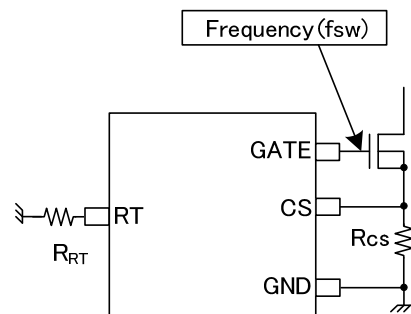 Frequency(fsw)
GATE
RT
CS
RRT
Rcs
GND